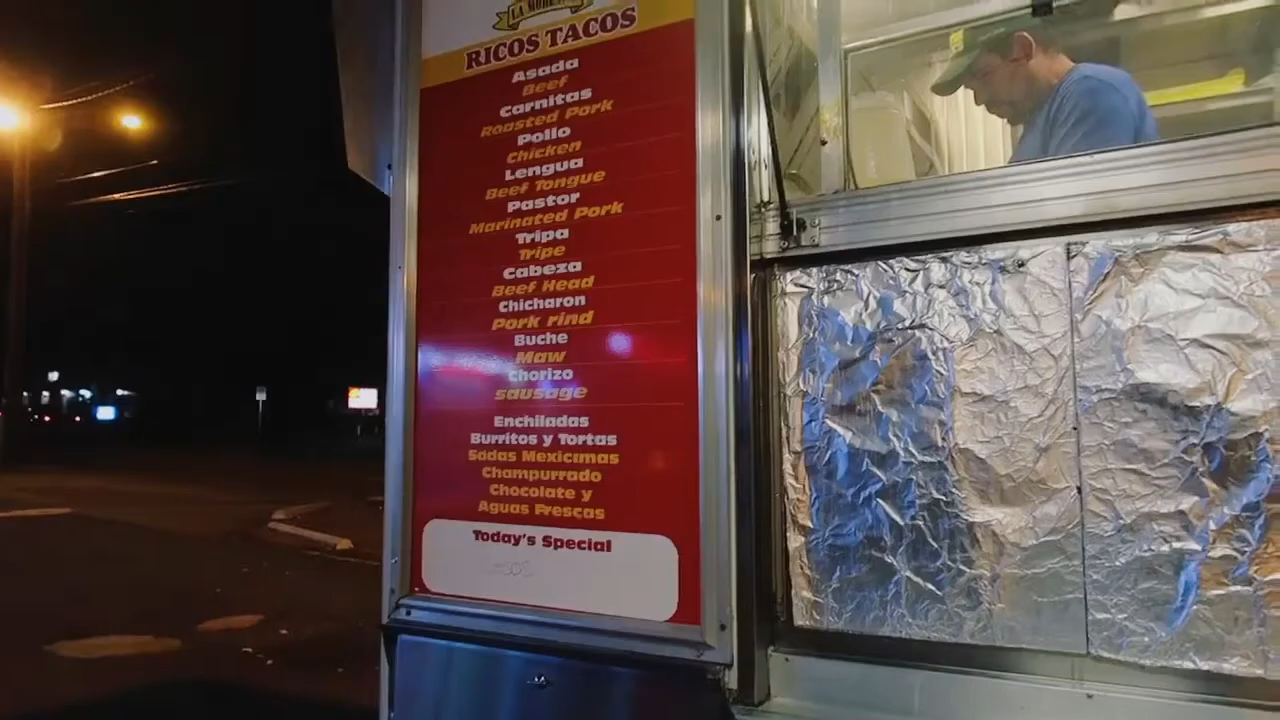 LA
RICOS TACOS
Asada
Beef
Carnitas
Roasted Pork
Pollo
Chicken
Lengua
Beef Tongue
Pastor
Marinated Pork
Tripa
Tripe
Cabeza
Beef Head
Chicharon
Pork rind
Buche
Maw
Chorizo
sausage
Enchiladas
Burritos y Tortas
Sodas Mexicanas
Champurrado
Chocolate y
Aguas Frescas
Today's Special